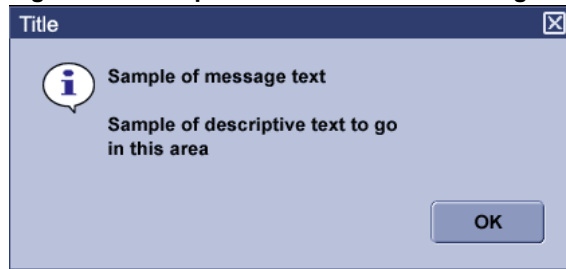 Title
Sample of message text
Sample of descriptive text to go
in this area
OK